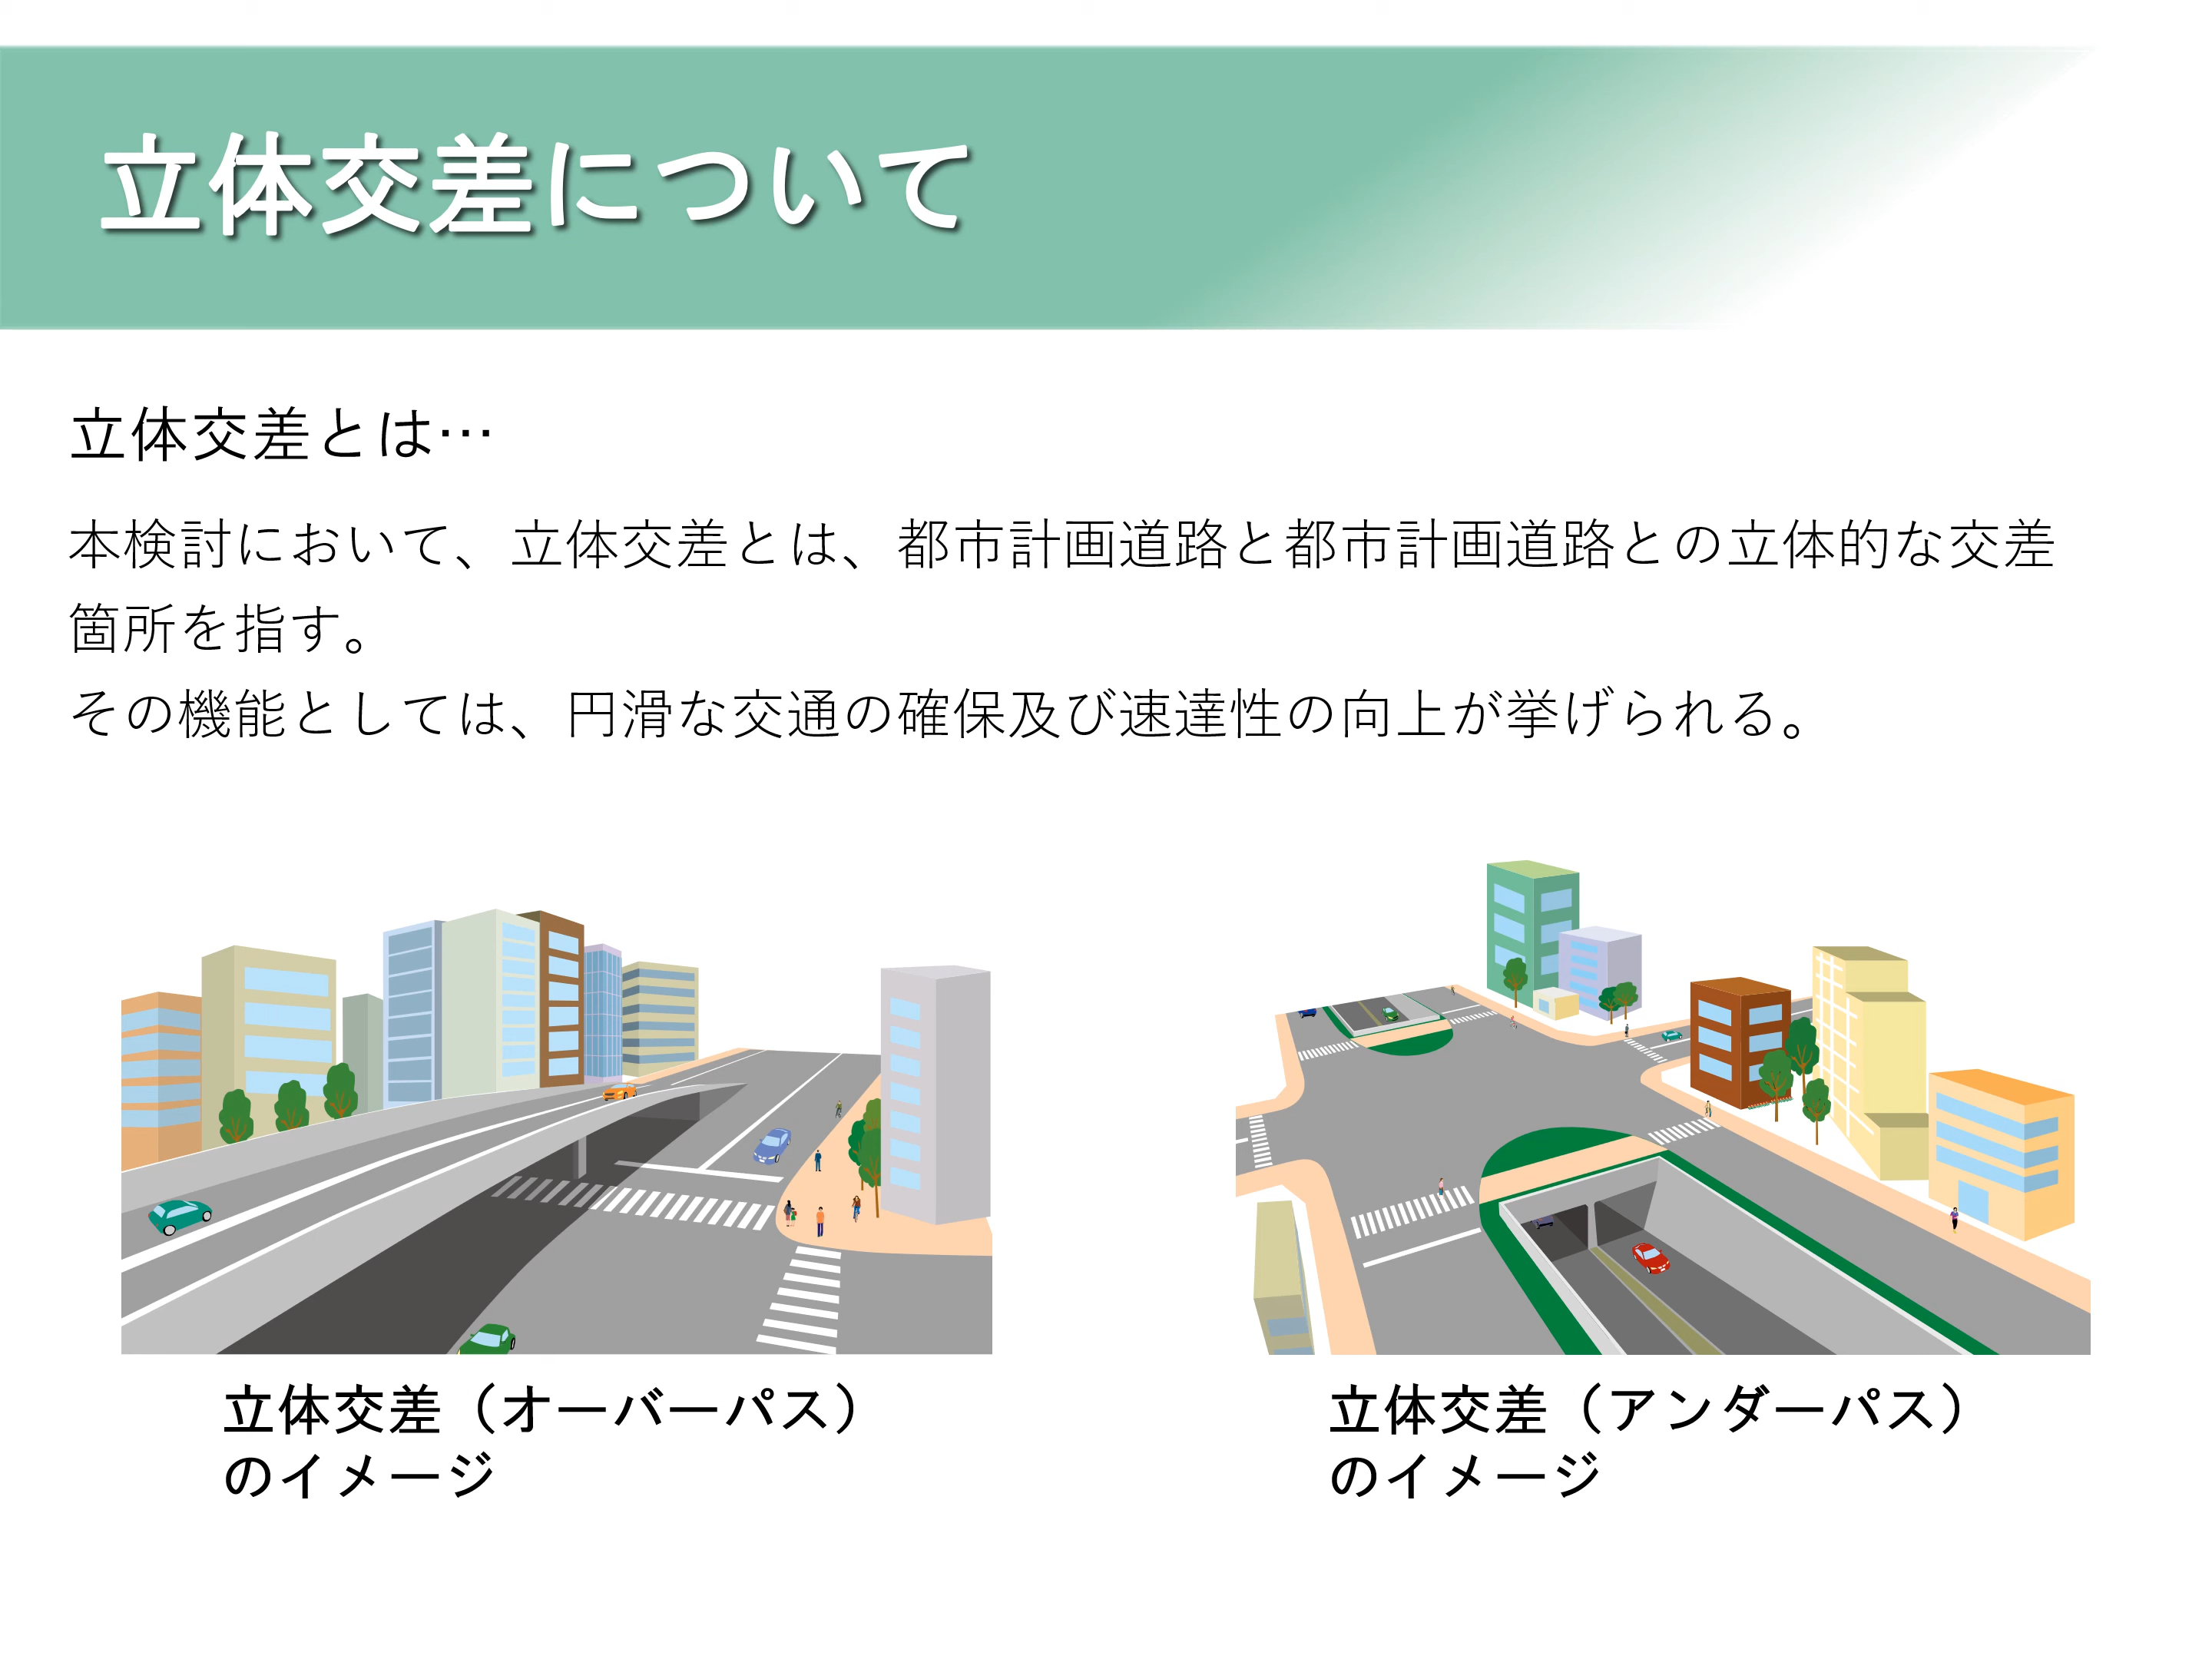 立体交差について
立体交差とは…
本検討において、立体交差とは、都市計画道路と都市計画道路との立体的な交差
箇所を指す。
その機能としては、円滑な交通の確保及び速達性の向上が挙げられる。
立体交差（オーバーパス）
のイメージ
立体交差（アンダーパス）
のイメージ